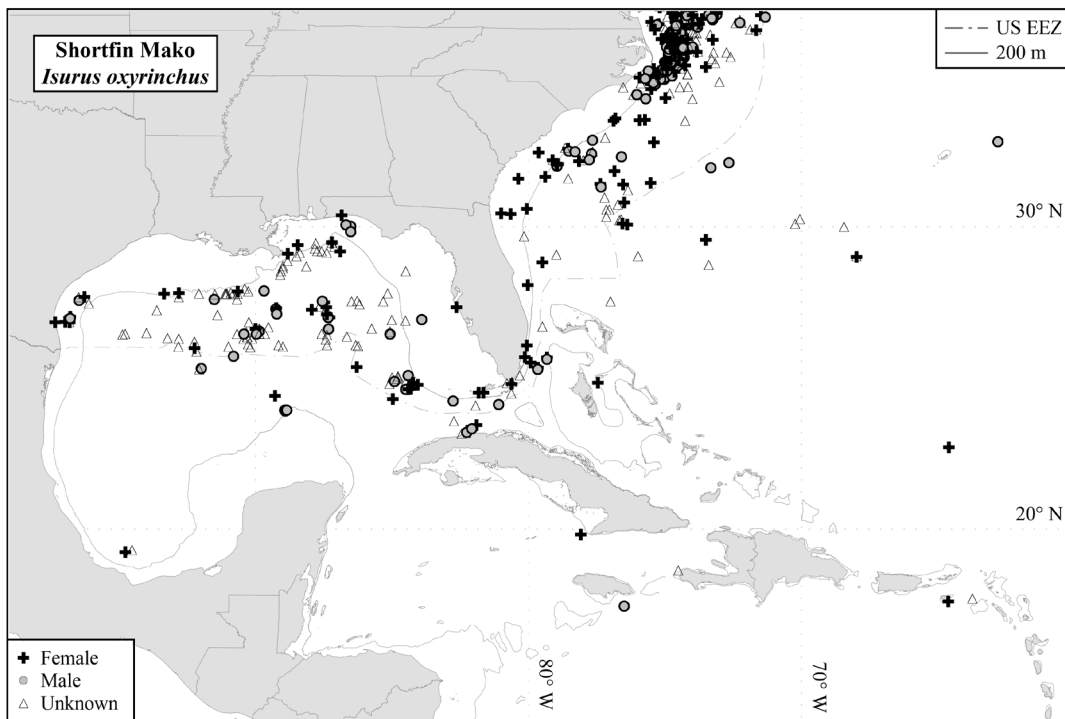 Shortfin Mako
Isurus oxyrinchus
US EEZ
200 m
30° N
20° N
80° W
70° W
Female
Male
Unknown